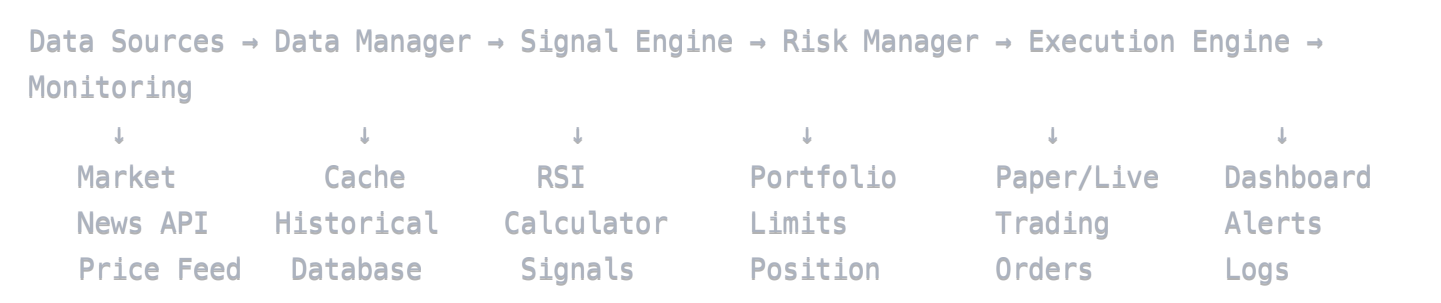 Data Sources → Data Manager → Signal Engine → Risk Manager → Execution Engine →
Monitoring
↓ ↓ ↓ ↓ ↓ ↓
Market Cache RSI Portfolio Paper/Live Dashboard
News API Historical Calculator Limits Trading Alerts
Price Feed Database Signals Position Orders Logs